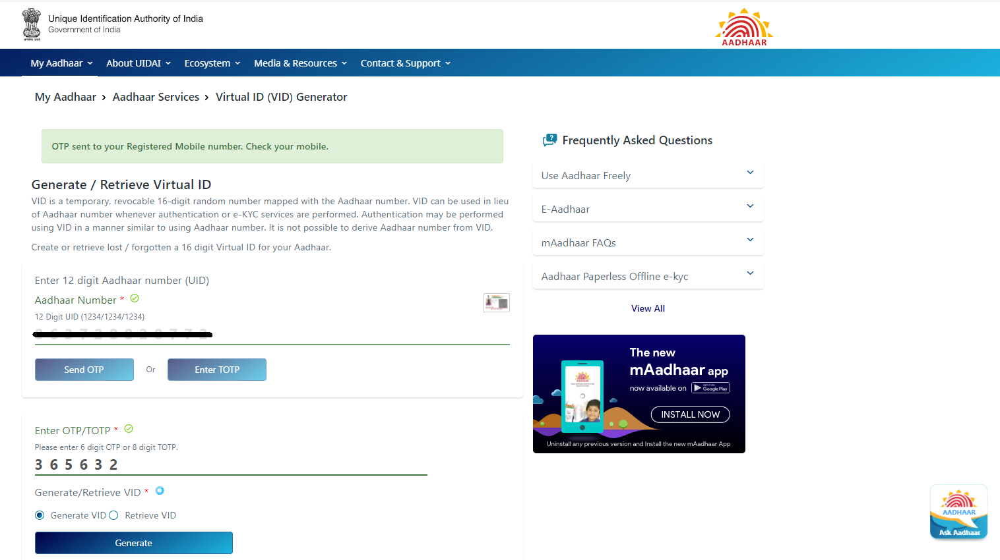 Unique Identification Authority of India
Government of India
AADHAAR
My Aadhaar
About UIDAI
Ecosystem
Media & Resources
Contact & Support
My Aadhaar > Aadhaar Services > Virtual ID (VID) Generator
OTP sent to your Registered Mobile number. Check your mobile.
Generate / Retrieve Virtual ID
VID is a temporary, revocable 16-digit random number mapped with the Aadhaar number. VID can be used in lieu
of Aadhaar number whenever authentication or e-KYC services are performed. Authentication may be performed
using VID in a manner similar to using Aadhaar number. It is not possible to derive Aadhaar number from VID.
Create or retrieve lost / forgotten a 16 digit Virtual ID for your Aadhaar.
Enter 12 digit Aadhaar number (UID)
Aadhaar Number *
12 Digit UID (1234/1234/1234)
Send OTP
Or
Enter TOTP
Enter OTP/TOTP *
Please enter 6 digit OTP or 8 digit TOTP.
365632
Generate/Retrieve VID *
Generate VID
Retrieve VID
Generate
Frequently Asked Questions
Use Aadhaar Freely
E-Aadhaar
mAadhaar FAQs
Aadhaar Paperless Offline e-kyc
View All
The new
mAadhaar app
now available on
GET IT ON
Google Play
INSTALL NOW
AADHAAR
Uninstall any previous version and Install the new mAadhaar App
AADHAAR
Ask Aadhaar